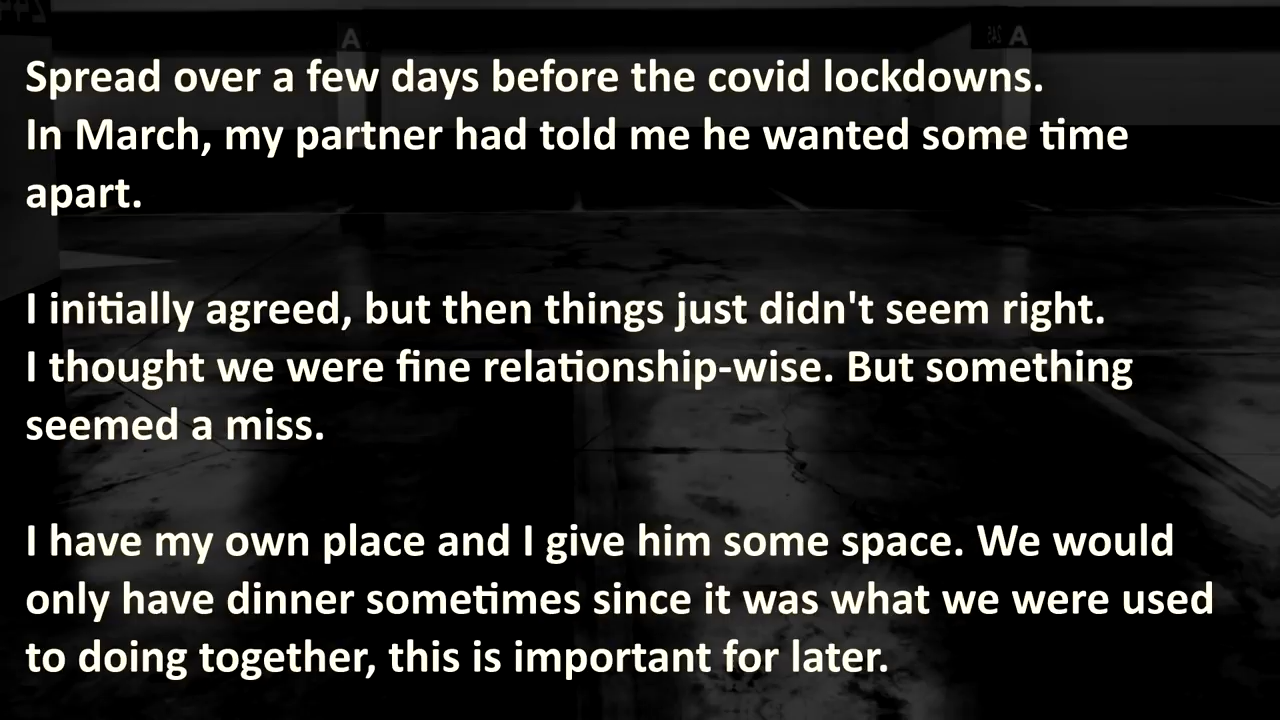 A
A
Spread over a few days before the covid lockdowns.
In March, my partner had told me he wanted some time
apart.
I initially agreed, but then things just didn't seem right.
I thought we were fine relationship-wise. But something
seemed a miss.
I have my own place and I give him some space. We would
only have dinner sometimes since it was what we were used
to doing together, this is important for later.